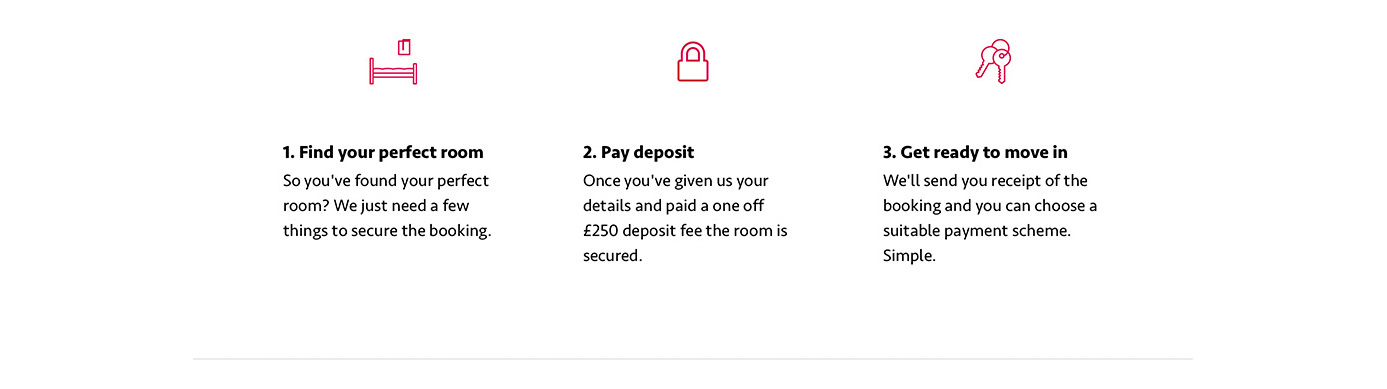 1. Find your perfect room
So you've found your perfect
room? We just need a few
things to secure the booking.
2. Pay deposit
Once you've given us your
details and paid a one off
£250 deposit fee the room is
secured.
3. Get ready to move in
We'll send you receipt of the
booking and you can choose a
suitable payment scheme.
Simple.